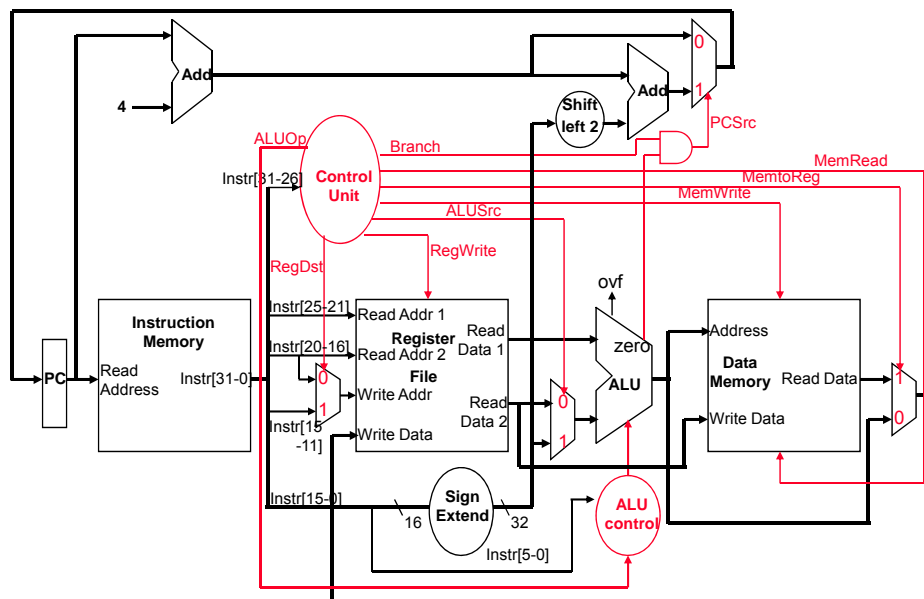 Add
4
Shift
left 2
Add
0
1
PCSrc
ALUOp
Branch
MemRead
MemtoReg
MemWrite
Instr[31-26]
Control
Unit
ALUSrc
RegWrite
RegDst
ovf
PC
Instruction
Memory
Read
Address
Instr[31-0]
Instr[25-21]
Instr[20-16]
Instr[15
-11]
0
1
Read Addr 1
Register
Read Addr 2
File
Write Addr
Write Data
Read
Data 1
Read
Data 2
0
1
zero
ALU
Address
Data
Memory
Read Data
Write Data
1
0
Instr[15-0]
16
Sign
Extend
32
ALU
control
Instr[5-0]